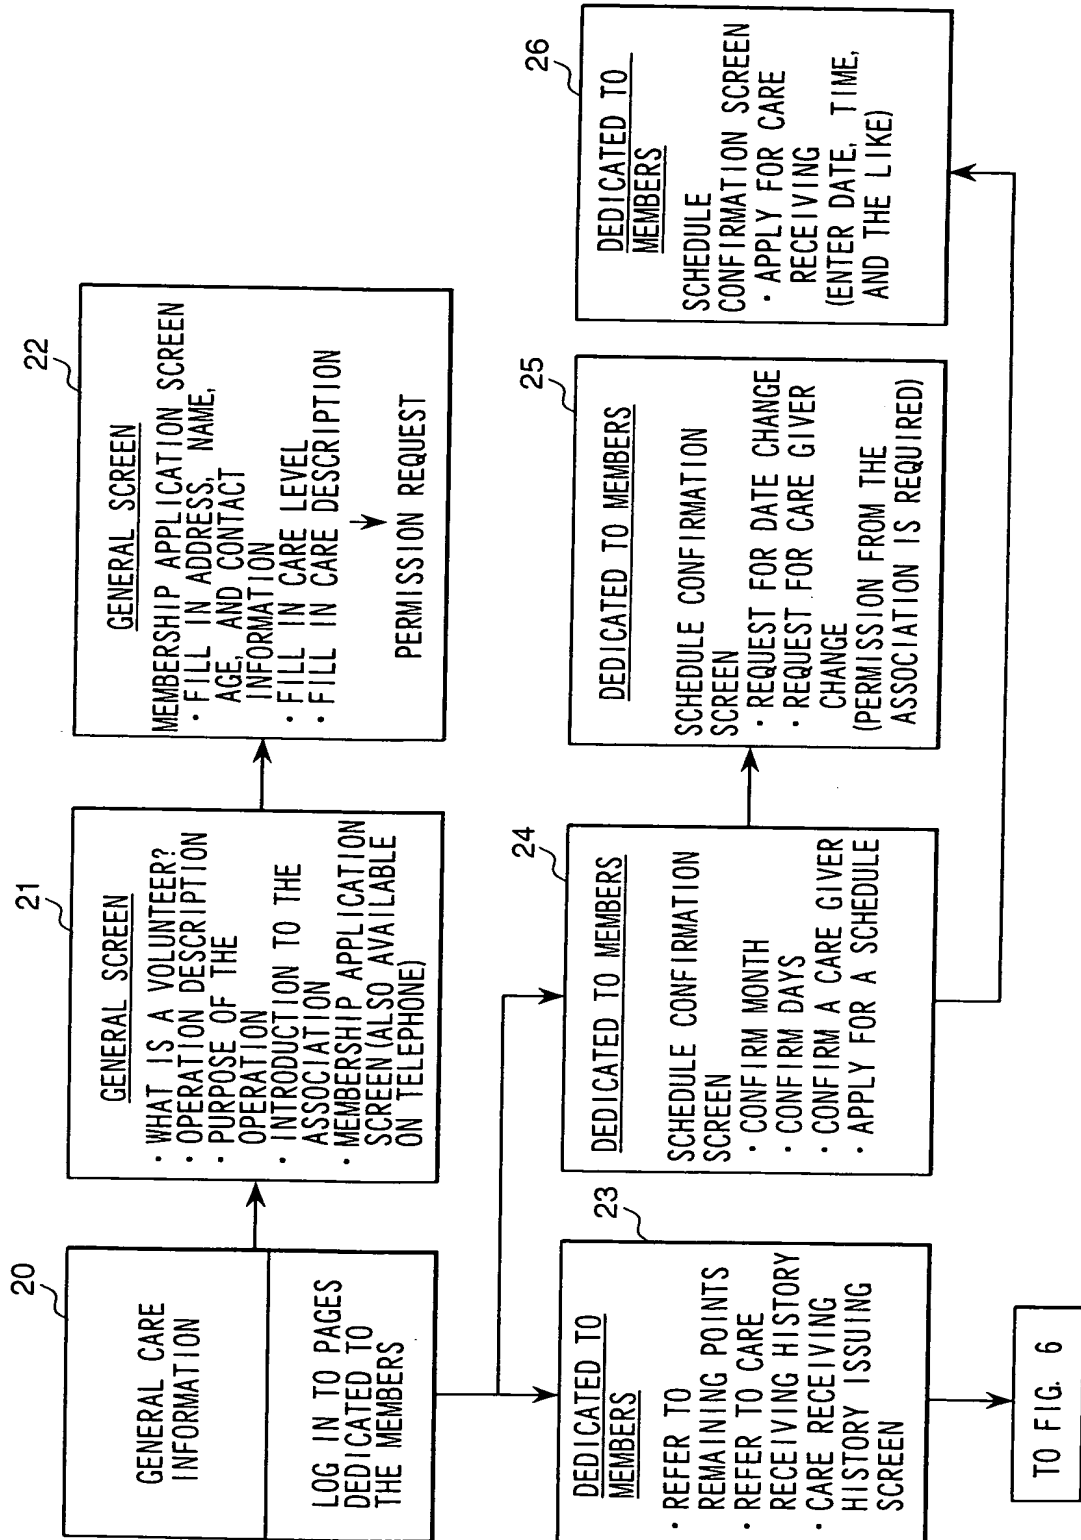 20
GENERAL CARE
INFORMATION
LOG IN TO PAGES
DEDICATED TO
THE MEMBERS
21
GENERAL SCREEN
· WHAT IS A VOLUNTEER?
· OPERATION DESCRIPTION
· PURPOSE OF THE
OPERATION
· INTRODUCTION TO THE
ASSOCIATION
· MEMBERSHIP APPLICATION
SCREEN (ALSO AVAILABLE
ON TELEPHONE)
22
GENERAL SCREEN
MEMBERSHIP APPLICATION SCREEN
· FILL IN ADDRESS, NAME,
AGE, AND CONTACT
INFORMATION
· FILL IN CARE LEVEL
· FILL IN CARE DESCRIPTION
PERMISSION REQUEST
23
DEDICATED TO
MEMBERS
· REFER TO
REMAINING POINTS
· REFER TO CARE
RECEIVING HISTORY
· CARE RECEIVING
HISTORY ISSUING
SCREEN
TO FIG. 6
24
DEDICATED TO MEMBERS
SCHEDULE CONFIRMATION
SCREEN
· CONFIRM MONTH
· CONFIRM DAYS
· CONFIRM A CARE GIVER
· APPLY FOR A SCHEDULE
25
DEDICATED TO MEMBERS
SCHEDULE CONFIRMATION
SCREEN
· REQUEST FOR DATE CHANGE
· REQUEST FOR CARE GIVER
CHANGE
(PERMISSION FROM THE
ASSOCIATION IS REQUIRED)
26
DEDICATED TO
MEMBERS
SCHEDULE
CONFIRMATION SCREEN
· APPLY FOR CARE
RECEIVING
(ENTER DATE, TIME,
AND THE LIKE)